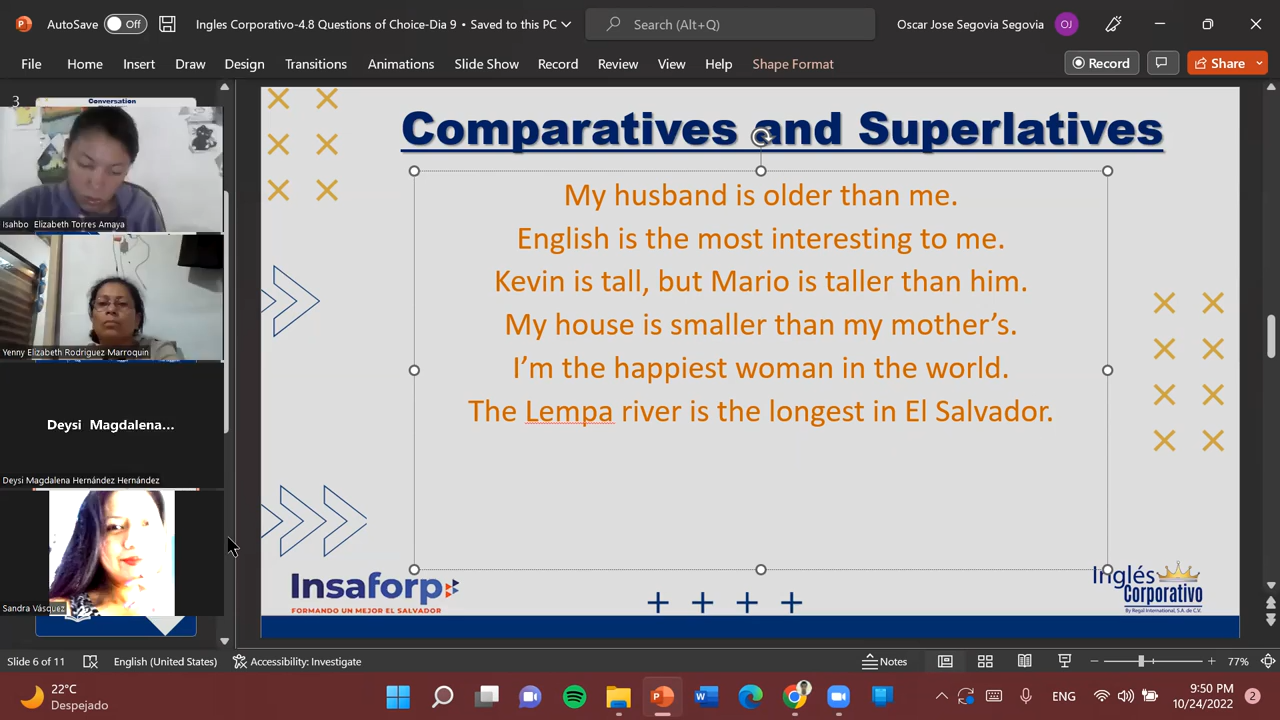 AutoSave Off Ingles Corporativo-4.8 Questions of Choice-Dia 9 • Saved to this PC Search (Alt+Q) Oscar Jose Segovia Segovia OJ
File Home Insert Draw Design Transitions Animations Slide Show Record Review View Help Shape Format Record Share
3
Conversation
Isahbo Elizabeth Torres Amaya
Yenny Elizabeth Rodriguez Marroquin
Deysi Magdalena...
Deysi Magdalena Hernández Hernández
Sandra Vásquez
Comparatives and Superlatives
My husband is older than me.
English is the most interesting to me.
Kevin is tall, but Mario is taller than him.
My house is smaller than my mother’s.
I’m the happiest woman in the world.
The Lempa river is the longest in El Salvador.
Insaforp
FORMANDO UN MEJOR EL SALVADOR
Inglés
Corporativo
By Regal International, S.A. de C.V.
Slide 6 of 11 English (United States) Accessibility: Investigate Notes 77%
22°C
Despejado
ENG
9:50 PM
10/24/2022
2